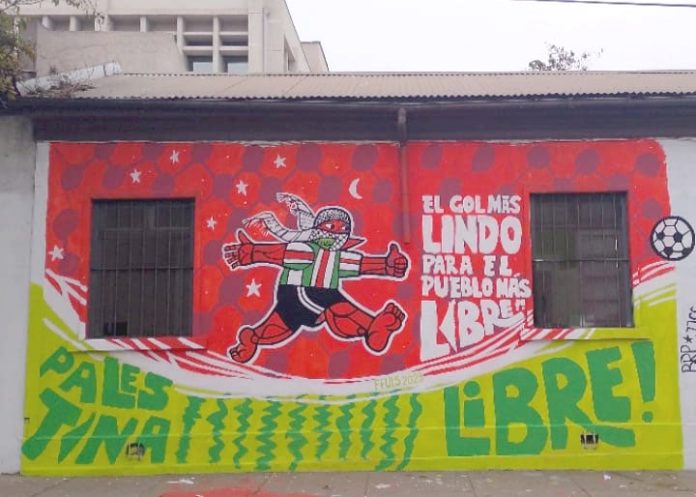 EL GOL MÁS
LINDO
PARA EL
PUEBLO MÁS
LIBRE!!
PALES
TINA
LIBRE!